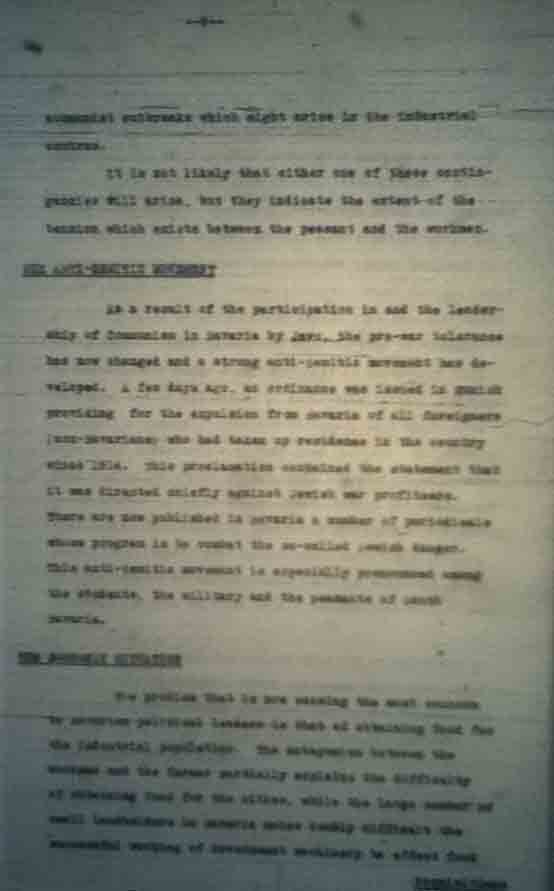 --8--
communist outbreaks which might arise in the industrial
centres.
It is not likely that either one of these contin-
gencies will arise, but they indicate the extent of the
tension which exists between the peasant and the workmen.
THE ANTI-SEMITIC MOVEMENT
As a result of the participation in and the leader-
ship of Communism in Bavaria by Jews, the pre-war tolerance
has now changed and a strong anti-semitic movement has de-
veloped. A few days ago, an ordinance was issued in Munich
providing for the expulsion from Bavaria of all foreigners
(non-Bavarians) who had taken up residence in the country
since 1914. This proclamation contained the statement that
it was directed chiefly against Jewish war profiteers.
There are now published in Bavaria a number of periodicals
whose program is to combat the so-called Jewish danger.
This anti-semitic movement is especially pronounced among
the students, the military and the peasants of South
Bavaria.
THE ECONOMIC SITUATION
The problem that is now causing the most concern
to Bavarian political leaders is that of obtaining food for
the industrial population. The antagonism between the
workman and the farmer partially explains the difficulty
of obtaining food for the cities, while the large number of
small landholders in Bavaria makes doubly difficult the
successful working of Government machinery to effect food